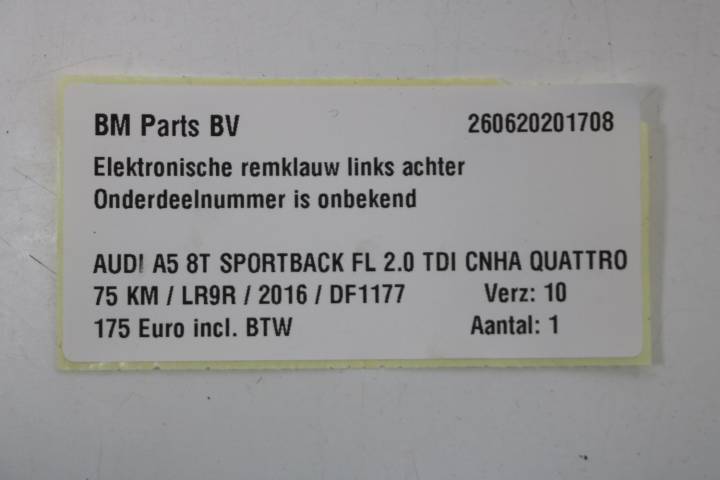 BM Parts BV 260620201708
Elektronische remklauw links achter
Onderdeelnummer is onbekend
AUDI A5 8T SPORTBACK FL 2.0 TDI CNHA QUATTRO
75 KM / LR9R / 2016 / DF1177 Verz: 10
175 Euro incl. BTW Aantal: 1